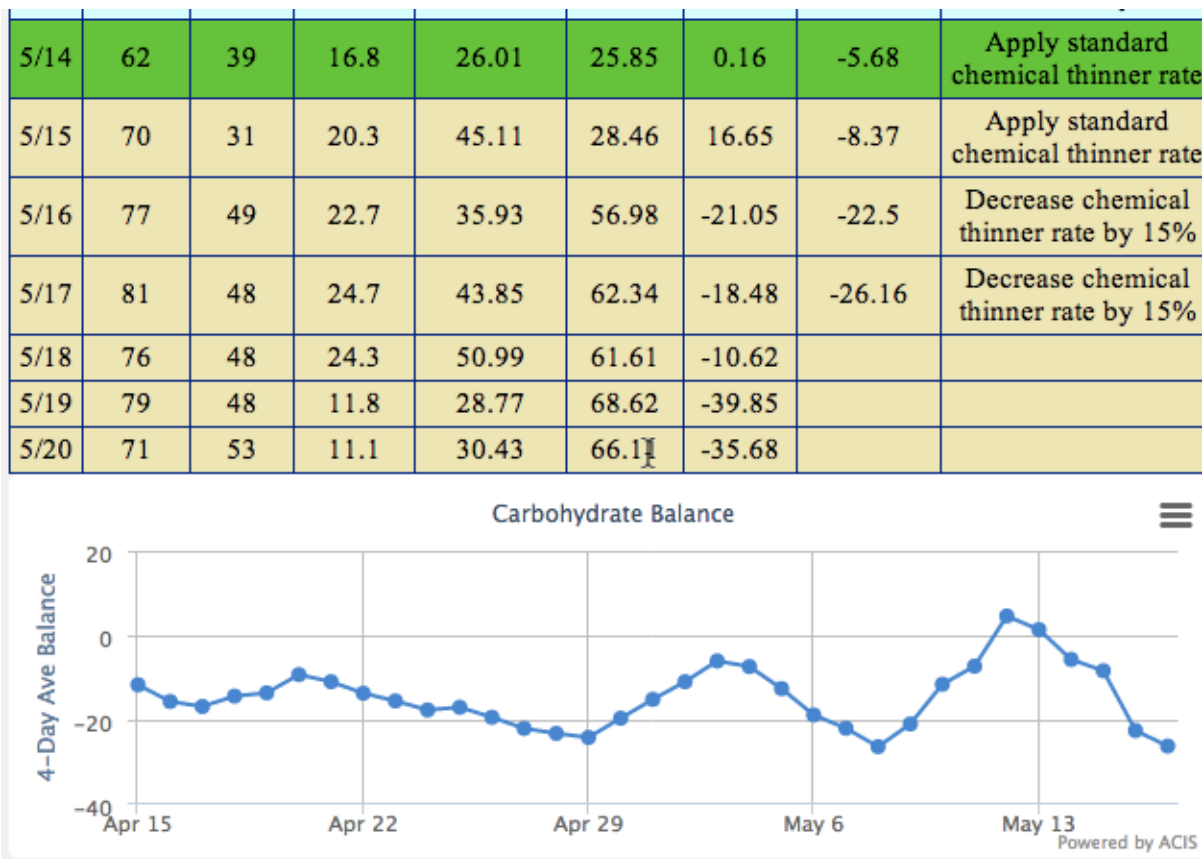 5/14 62 39 16.8 26.01 25.85 0.16 -5.68 Apply standard
chemical thinner rate
5/15 70 31 20.3 45.11 28.46 16.65 -8.37 Apply standard
chemical thinner rate
5/16 77 49 22.7 35.93 56.98 -21.05 -22.5 Decrease chemical
thinner rate by 15%
5/17 81 48 24.7 43.85 62.34 -18.48 -26.16 Decrease chemical
thinner rate by 15%
5/18 76 48 24.3 50.99 61.61 -10.62
5/19 79 48 11.8 28.77 68.62 -39.85
5/20 71 53 11.1 30.43 66.11 -35.68
Carbohydrate Balance
4-Day Ave Balance
20
0
-20
-40
Apr 15 Apr 22 Apr 29 May 6 May 13
Powered by ACIS